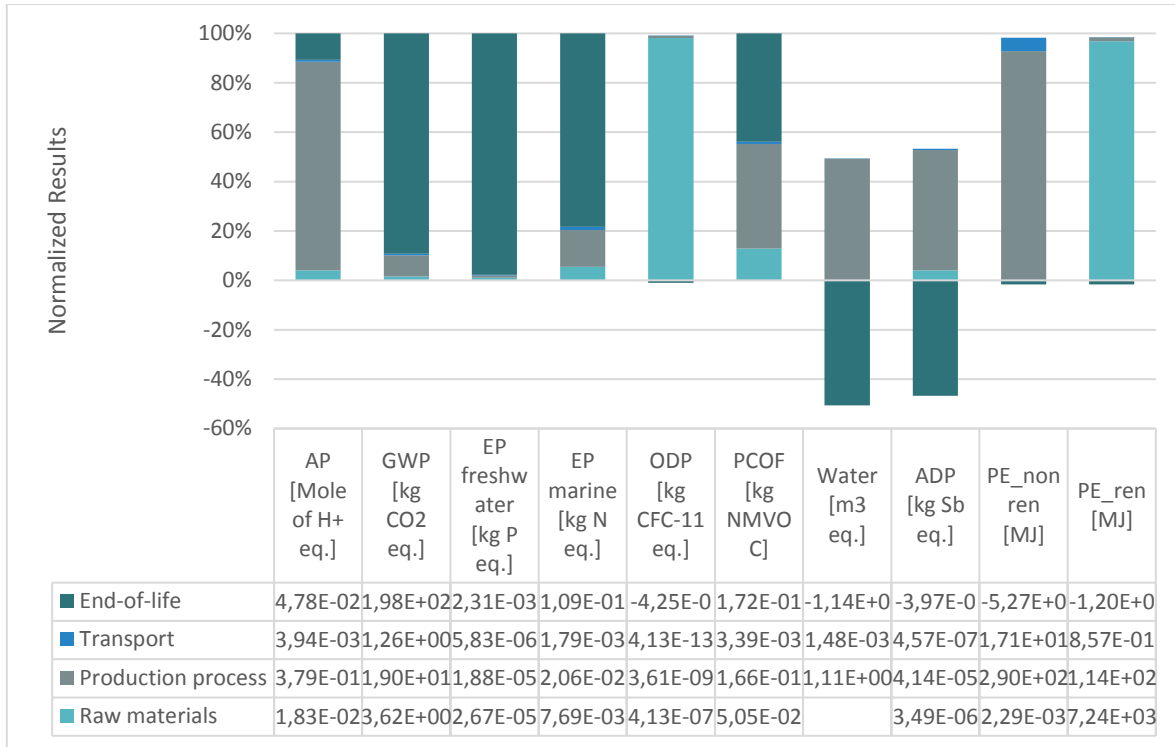 100%
80%
60%
40%
20%
0%
-20%
-40%
-60%
Normalized Results
AP [Mole of H+ eq.]
GWP [kg CO2 eq.]
EP freshwater [kg P eq.]
EP marine [kg N eq.]
ODP [kg CFC-11 eq.]
PCOF [kg NMVOC]
Water [m3 eq.]
ADP [kg Sb eq.]
PE_non ren [MJ]
PE_ren [MJ]
End-of-life 4,78E-02 1,98E+02 2,31E-03 1,09E-01 -4,25E-0 1,72E-01 -1,14E+0 -3,97E-0 -5,27E+0 -1,20E+0
Transport 3,94E-03 1,26E+00 5,83E-06 1,79E-03 4,13E-13 3,39E-03 1,48E-03 4,57E-07 1,71E+01 8,57E-01
Production process 3,79E-01 1,90E+01 1,88E-05 2,06E-02 3,61E-09 1,66E-01 1,11E+00 4,14E-05 2,90E+02 1,14E+02
Raw materials 1,83E-02 3,62E+00 2,67E-05 7,69E-03 4,13E-07 5,05E-02 3,49E-06 2,29E-03 7,24E+03